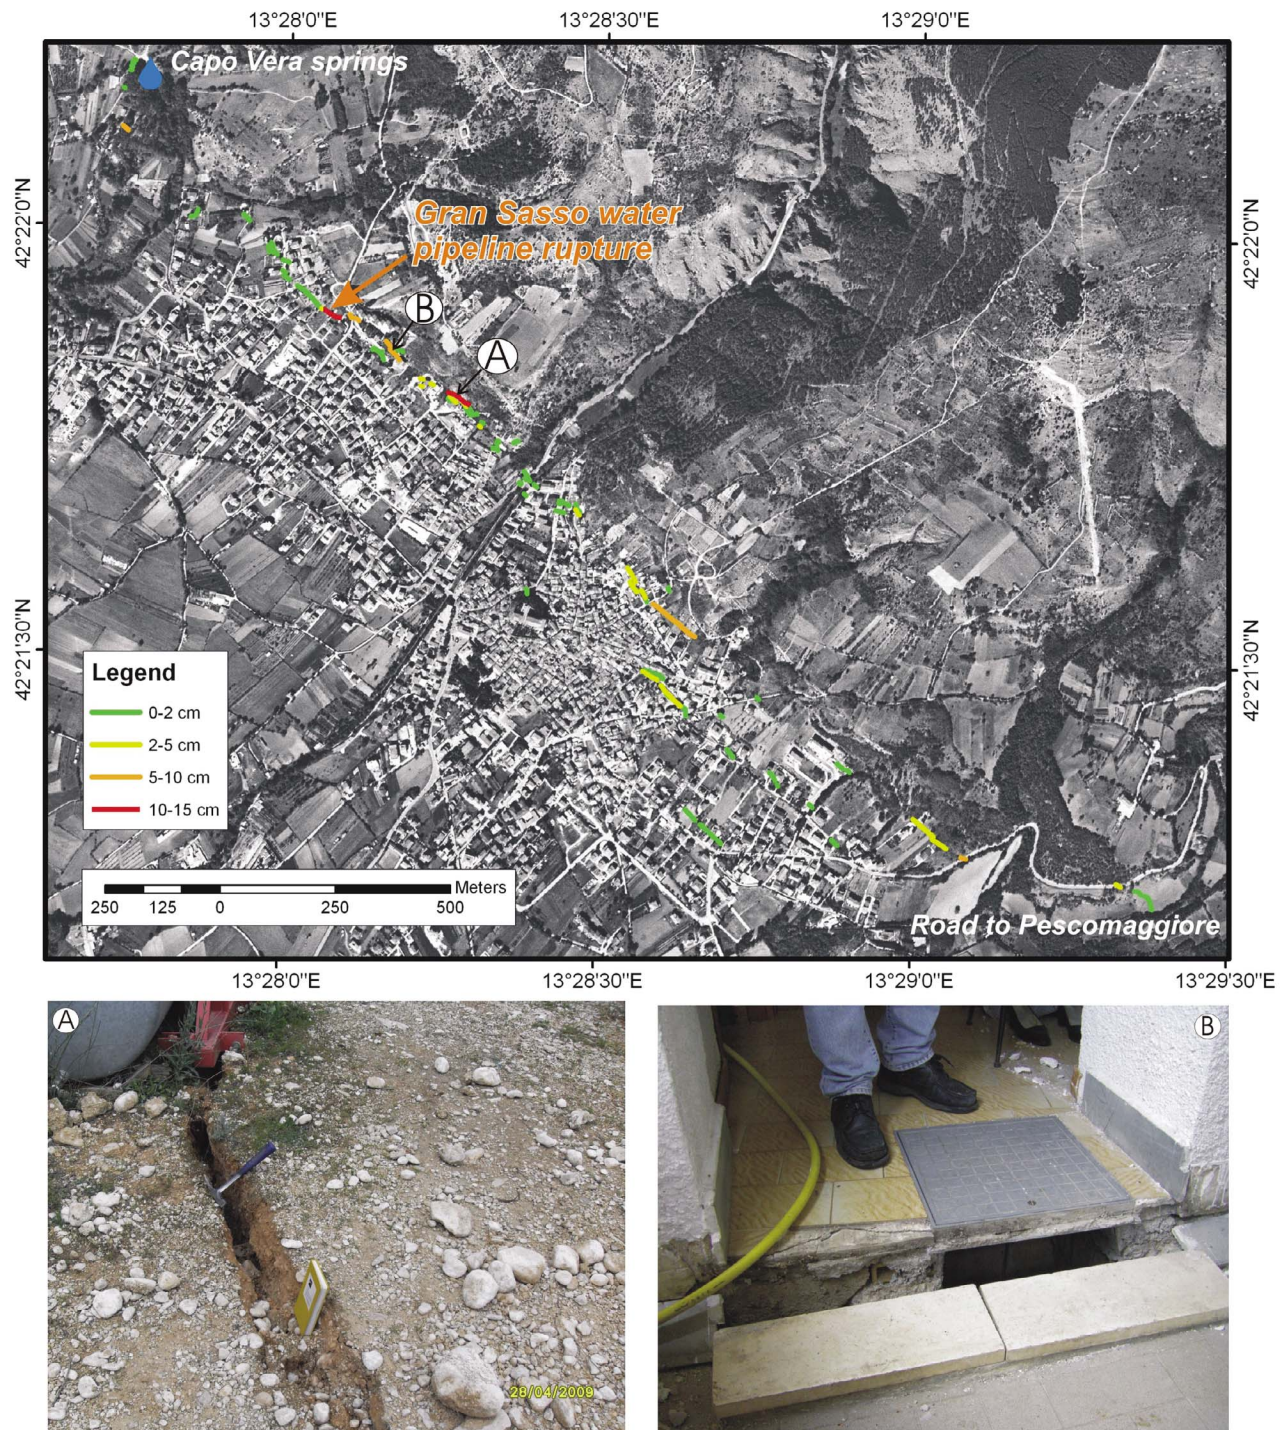 13°28'0"E
13°28'30"E
13°29'0"E
Capo Vera springs
42°22'0"N
42°22'0"N
Gran Sasso water
pipeline rupture
B
A
42°21'30"N
42°21'30"N
Legend
0-2 cm
2-5 cm
5-10 cm
10-15 cm
Meters
250 125 0 250 500
Road to Pescomaggiore
13°28'0"E
13°28'30"E
13°29'0"E
13°29'30"E
A
B
28/04/2009